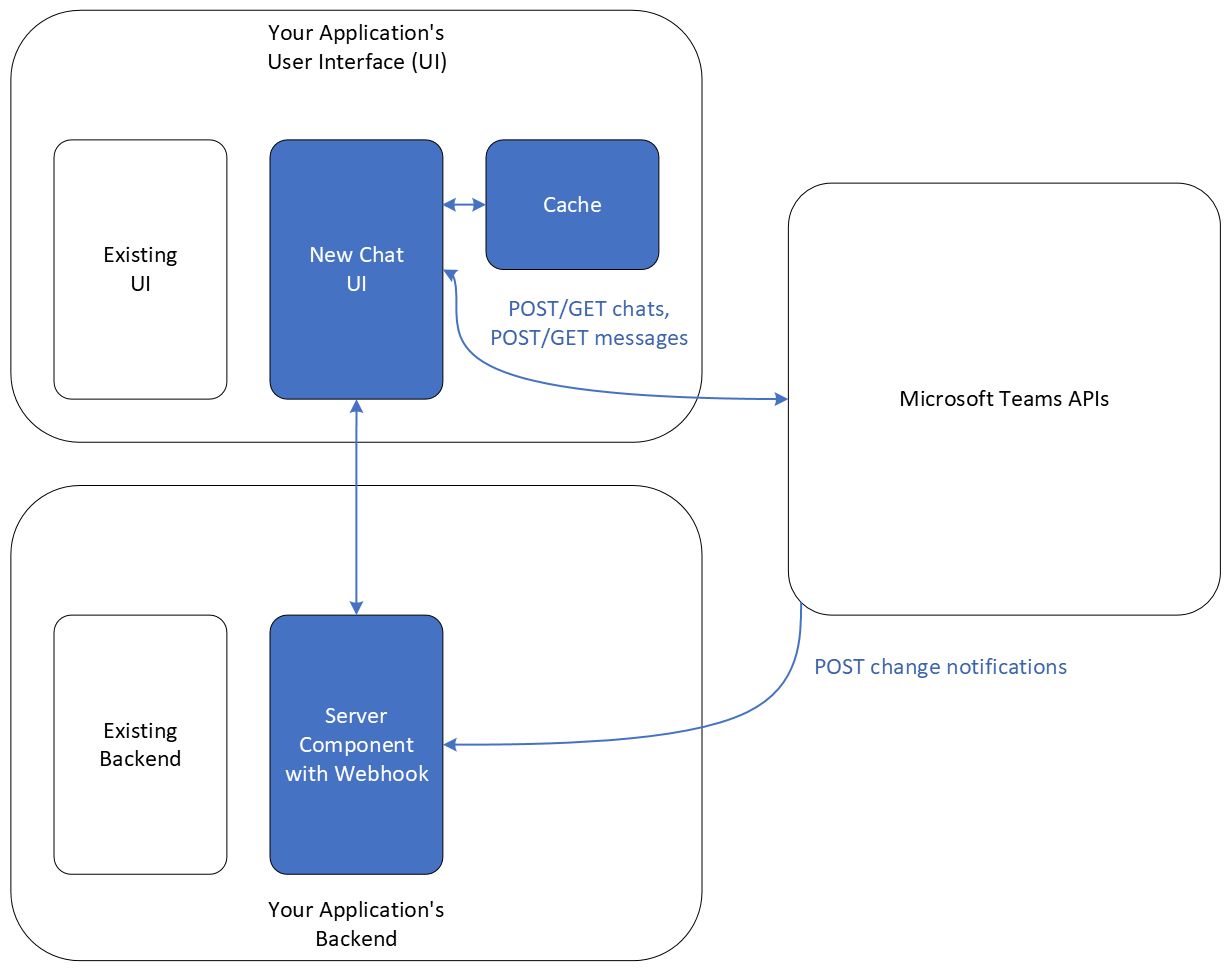 Your Application's
User Interface (UI)
Existing
UI
New Chat
UI
Cache
POST/GET chats,
POST/GET messages
Microsoft Teams APIs
POST change notifications
Existing
Backend
Server
Component
with Webhook
Your Application's
Backend